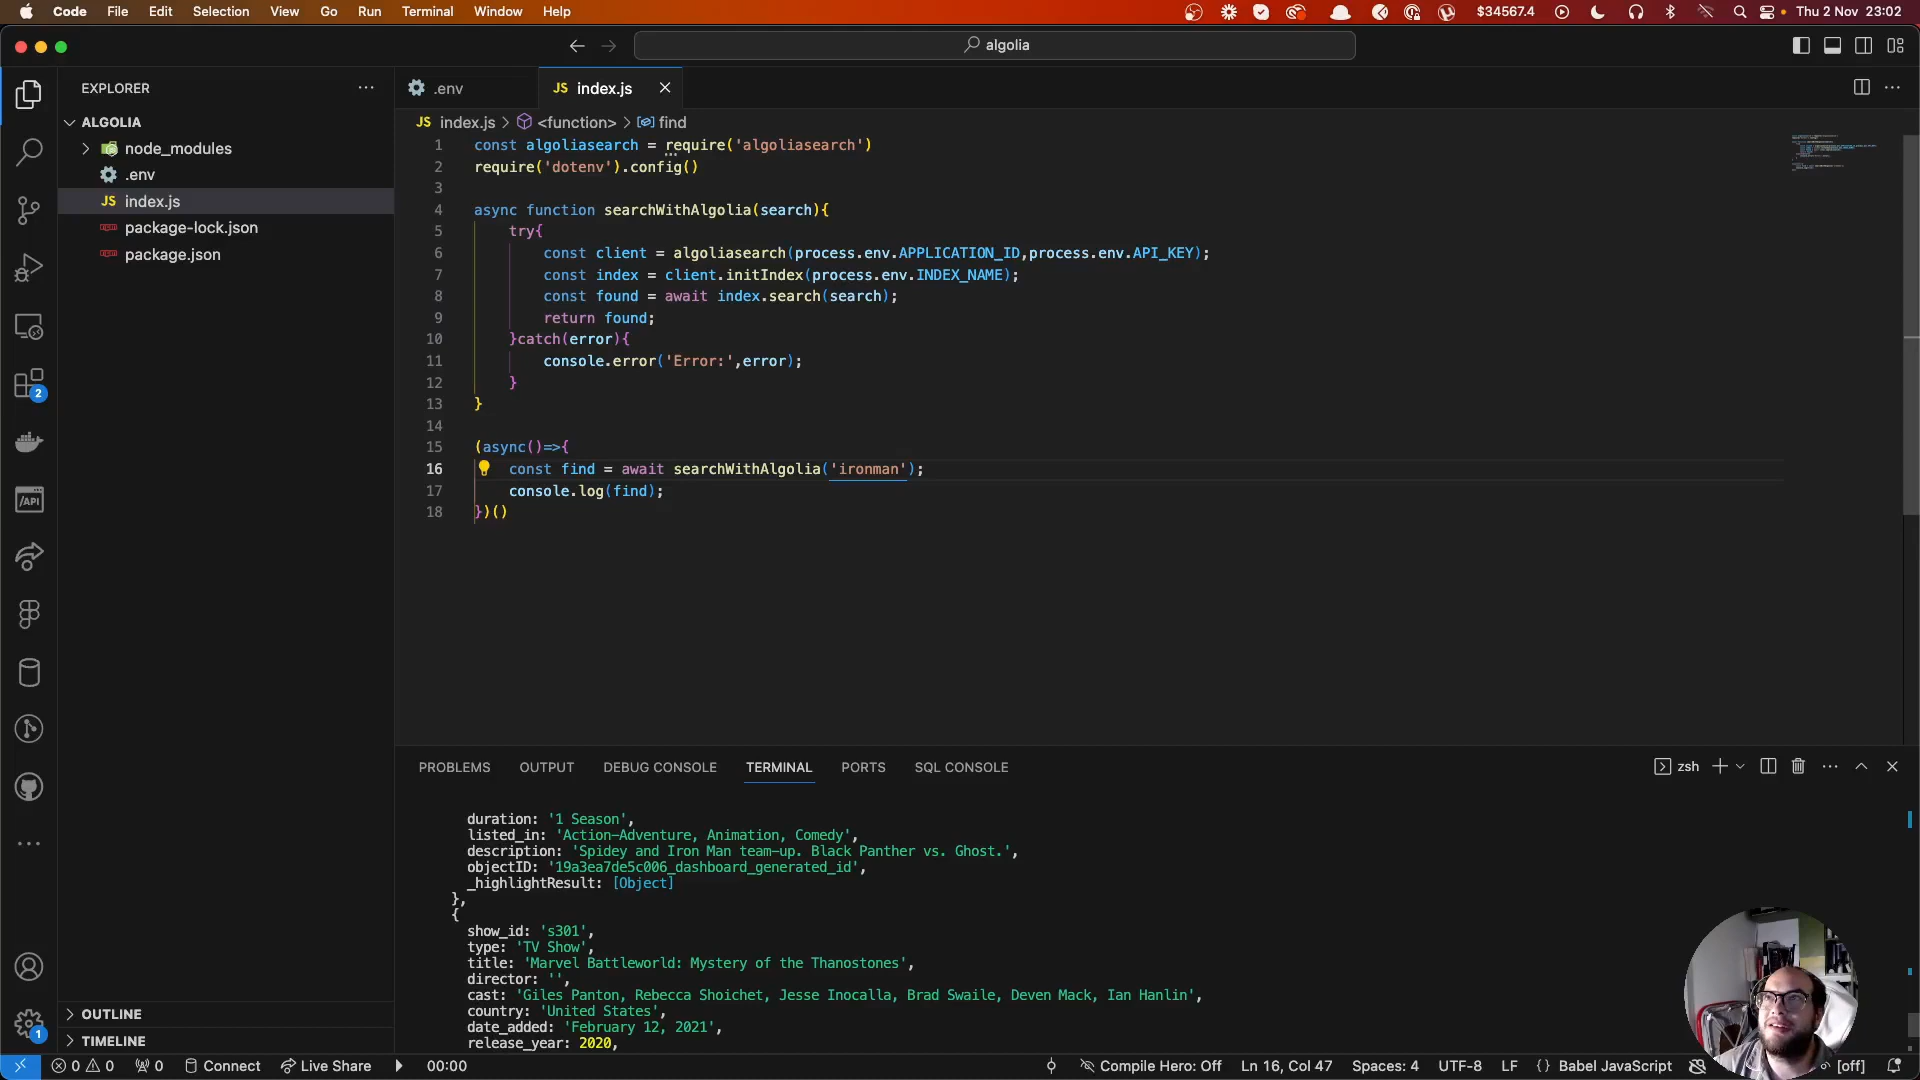 Code File Edit Selection View Go Run Terminal Window Help
$34567.4 Thu 2 Nov 23:02
algolia
EXPLORER
ALGOLIA
node_modules
.env
JS index.js
package-lock.json
package.json
OUTLINE
TIMELINE
2
/API
1
.env
JS index.js
JS index.js > <function> > find
1 const algoliasearch = require('algoliasearch')
2 require('dotenv').config()
3
4 async function searchWithAlgolia(search){
5 try{
6 const client = algoliasearch(process.env.APPLICATION_ID,process.env.API_KEY);
7 const index = client.initIndex(process.env.INDEX_NAME);
8 const found = await index.search(search);
9 return found;
10 }catch(error){
11 console.error('Error:',error);
12 }
13 }
14
15 (async()=>{
16 const find = await searchWithAlgolia('ironman');
17 console.log(find);
18 })()
PROBLEMS OUTPUT DEBUG CONSOLE TERMINAL PORTS SQL CONSOLE
zsh
duration: '1 Season',
listed_in: 'Action-Adventure, Animation, Comedy',
description: 'Spidey and Iron Man team-up. Black Panther vs. Ghost.',
objectID: '19a3ea7de5c006_dashboard_generated_id',
_highlightResult: [Object]
},
{
show_id: 's301',
type: 'TV Show',
title: 'Marvel Battleworld: Mystery of the Thanostones',
director: '',
cast: 'Giles Panton, Rebecca Shoichet, Jesse Inocalla, Brad Swaile, Deven Mack, Ian Hanlin',
country: 'United States',
date_added: 'February 12, 2021',
release_year: 2020,
0 0 0 Connect Live Share 00:00 Compile Hero: Off Ln 16, Col 47 Spaces: 4 UTF-8 LF {} Babel JavaScript [off]